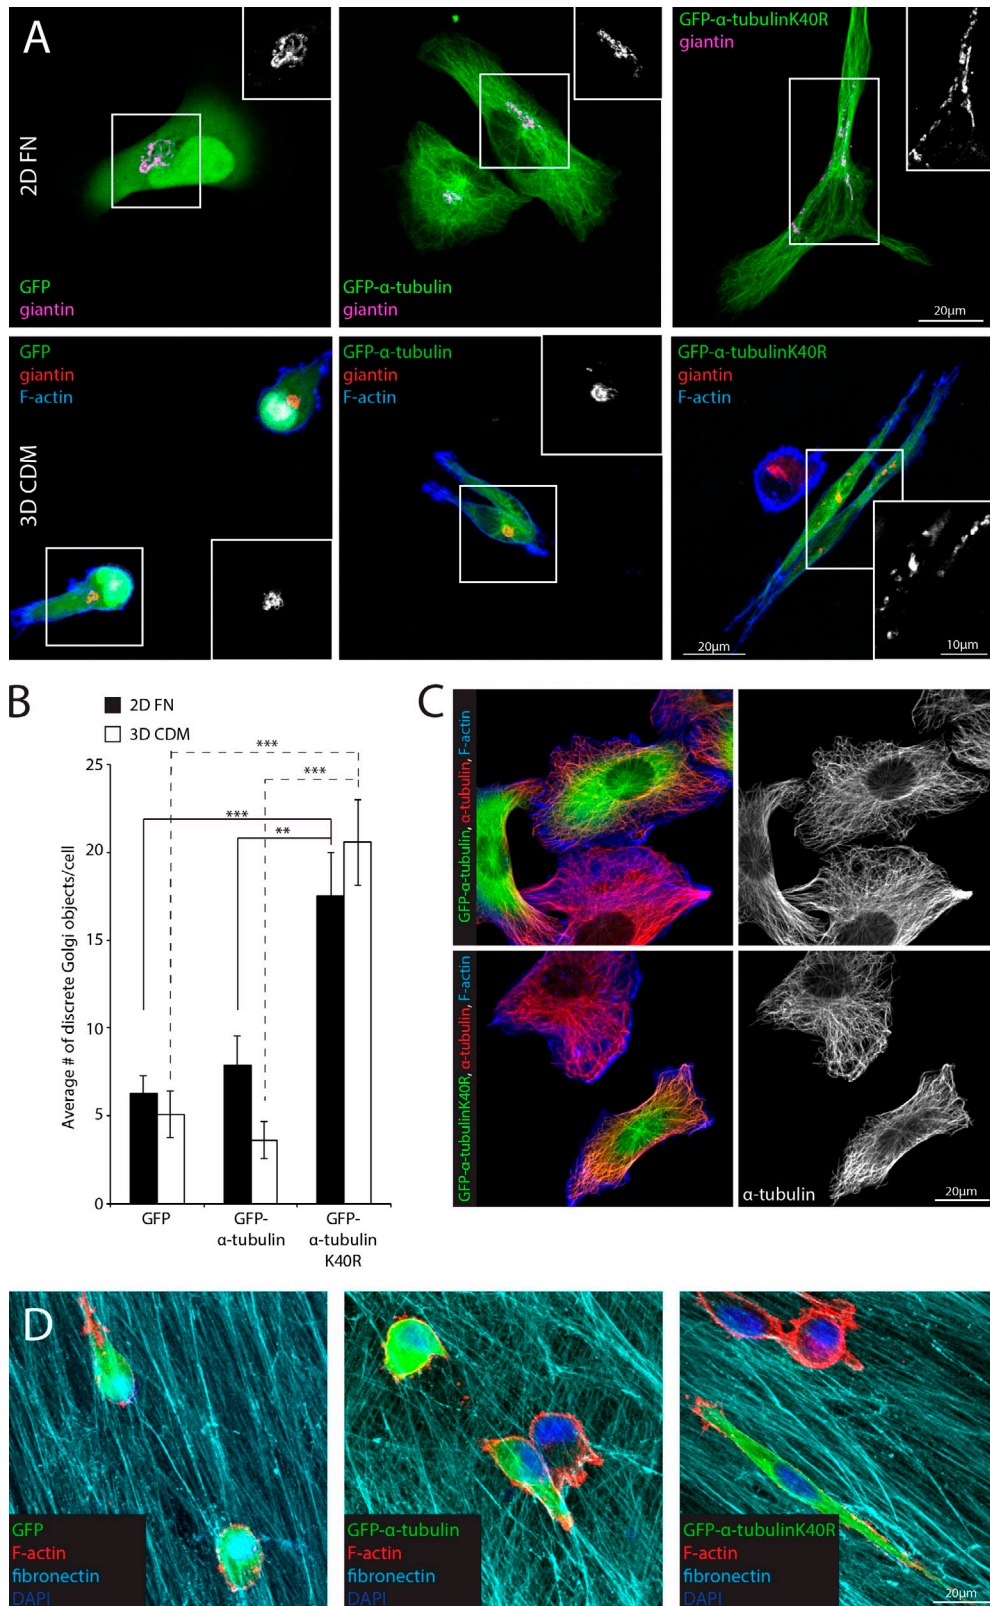 A
2D FN
GFP
giantin
GFP-α-tubulin
giantin
GFP-α-tubulinK40R
giantin
20μm
3D CDM
GFP
giantin
F-actin
GFP-α-tubulin
giantin
F-actin
GFP-α-tubulinK40R
giantin
F-actin
20μm
10μm
B
2D FN
3D CDM
Average # of discrete Golgi objects/cell
25
20
15
10
5
0
***
***
***
**
GFP
GFP-
α-tubulin
GFP-
α-tubulin
K40R
C
GFP-α-tubulin, α-tubulin, F-actin
GFP-α-tubulinK40R, α-tubulin, F-actin
α-tubulin
20μm
D
GFP
F-actin
fibronectin
DAPI
GFP-α-tubulin
F-actin
fibronectin
DAPI
GFP-α-tubulinK40R
F-actin
fibronectin
DAPI
20μm